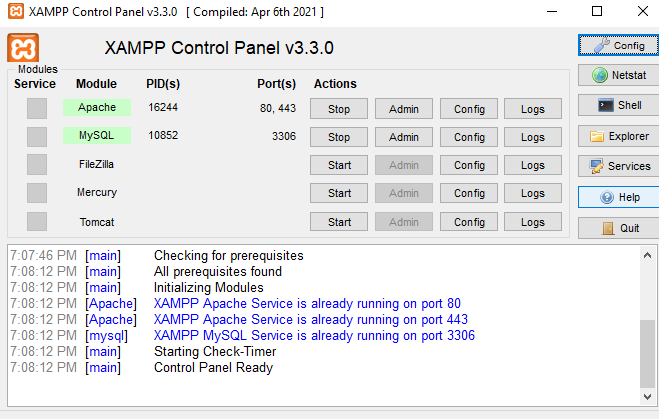 XAMPP Control Panel v3.3.0 [ Compiled: Apr 6th 2021 ]
XAMPP Control Panel v3.3.0
Config
Modules
Service Module PID(s) Port(s) Actions
Netstat
Apache 16244 80, 443 Stop Admin Config Logs
Shell
MySQL 10852 3306 Stop Admin Config Logs
Explorer
FileZilla Start Admin Config Logs
Services
Mercury Start Admin Config Logs
Help
Tomcat Start Admin Config Logs
Quit
7:07:46 PM [main] Checking for prerequisites
7:08:12 PM [main] All prerequisites found
7:08:12 PM [main] Initializing Modules
7:08:12 PM [Apache] XAMPP Apache Service is already running on port 80
7:08:12 PM [Apache] XAMPP Apache Service is already running on port 443
7:08:12 PM [mysql] XAMPP MySQL Service is already running on port 3306
7:08:12 PM [main] Starting Check-Timer
7:08:12 PM [main] Control Panel Ready